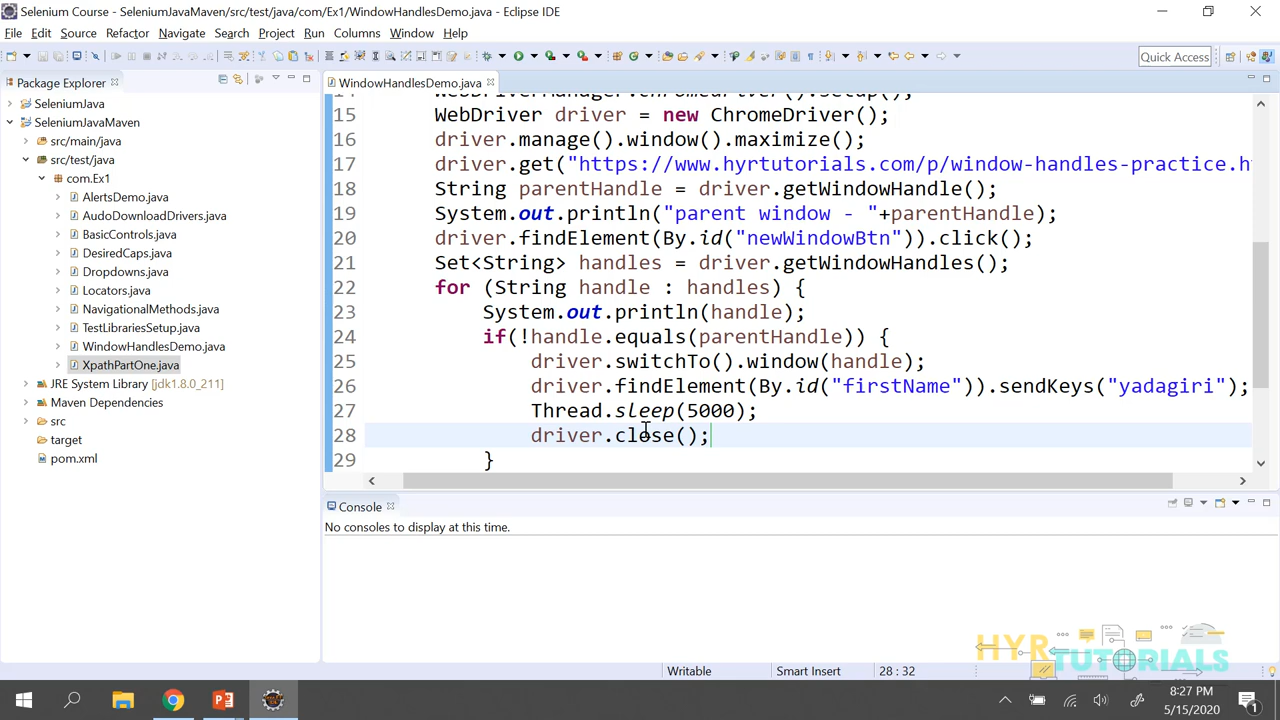 Selenium Course - SeleniumJavaMaven/src/test/java/com/Ex1/WindowHandlesDemo.java - Eclipse IDE
File Edit Source Refactor Navigate Search Project Run Columns Window Help
Quick Access
Package Explorer
WindowHandlesDemo.java
SeleniumJava
SeleniumJavaMaven
src/main/java
src/test/java
com.Ex1
AlertsDemo.java
AudoDownloadDrivers.java
BasicControls.java
DesiredCaps.java
Dropdowns.java
Locators.java
NavigationalMethods.java
TestLibrariesSetup.java
WindowHandlesDemo.java
XpathPartOne.java
JRE System Library [jdk1.8.0_211]
Maven Dependencies
src
target
pom.xml
14 WebDriverManager.chromedriver().setup();
15 WebDriver driver = new ChromeDriver();
16 driver.manage().window().maximize();
17 driver.get("https://www.hyrtutorials.com/p/window-handles-practice.h
18 String parentHandle = driver.getWindowHandle();
19 System.out.println("parent window - "+parentHandle);
20 driver.findElement(By.id("newWindowBtn")).click();
21 Set<String> handles = driver.getWindowHandles();
22 for (String handle : handles) {
23 System.out.println(handle);
24 if(!handle.equals(parentHandle)) {
25 driver.switchTo().window(handle);
26 driver.findElement(By.id("firstName")).sendKeys("yadagiri");
27 Thread.sleep(5000);
28 driver.close();
29 }
Console
No consoles to display at this time.
HYR TUTORIALS
Writable Smart Insert 28 : 32
8:27 PM
5/15/2020
1